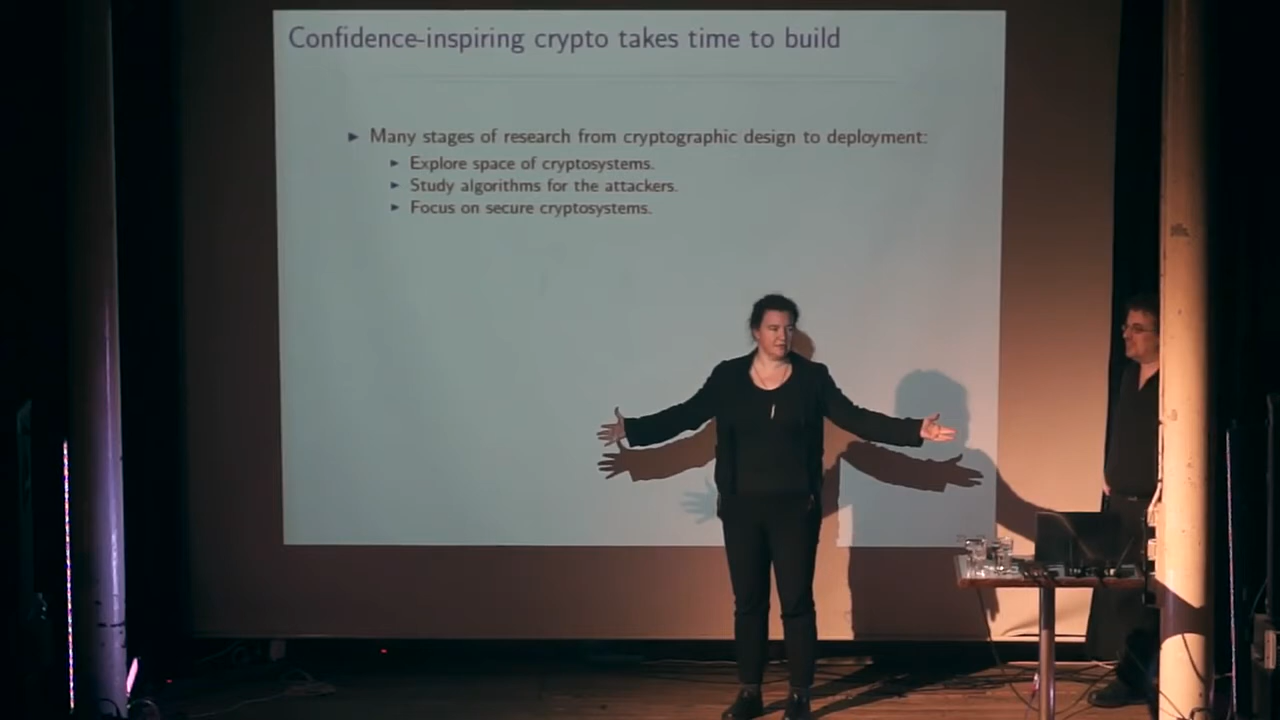 Confidence-inspiring crypto takes time to build
▶ Many stages of research from cryptographic design to deployment:
▶ Explore space of cryptosystems.
▶ Study algorithms for the attackers.
▶ Focus on secure cryptosystems.